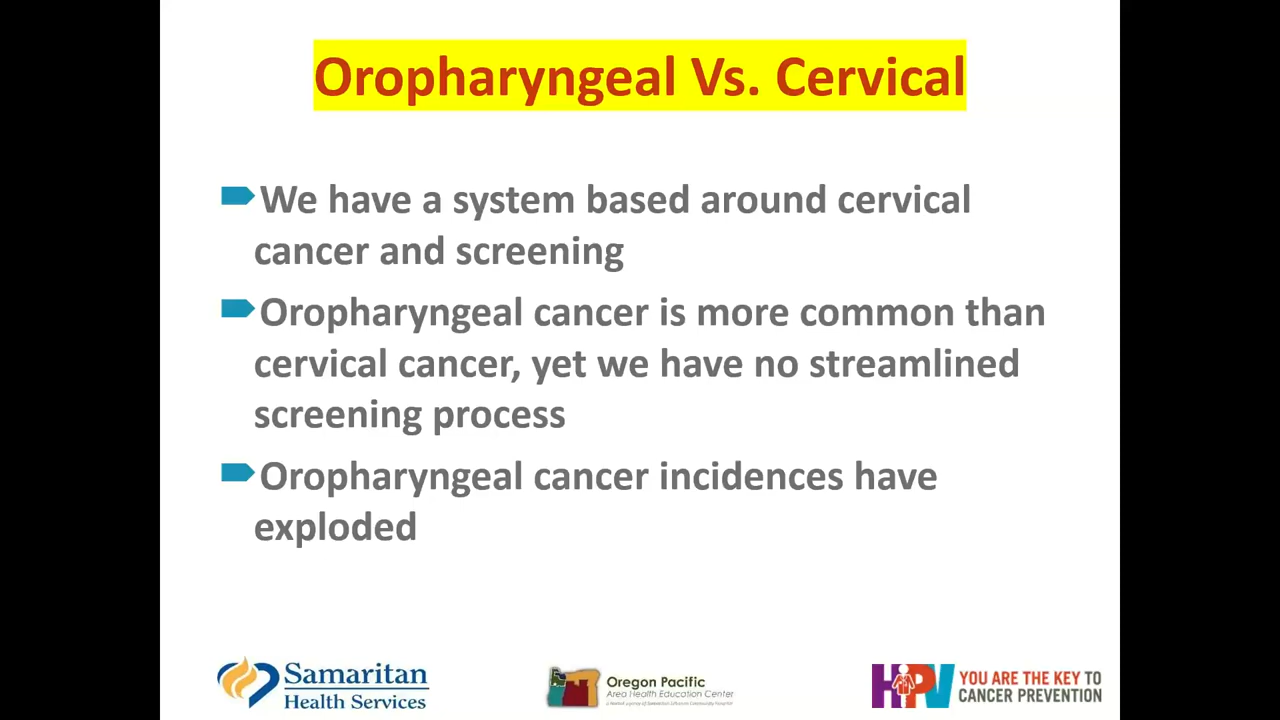 Oropharyngeal Vs. Cervical
We have a system based around cervical
cancer and screening
Oropharyngeal cancer is more common than
cervical cancer, yet we have no streamlined
screening process
Oropharyngeal cancer incidences have
exploded
Samaritan
Health Services
Oregon Pacific
Area Health Education Center
HPV
YOU ARE THE KEY TO
CANCER PREVENTION